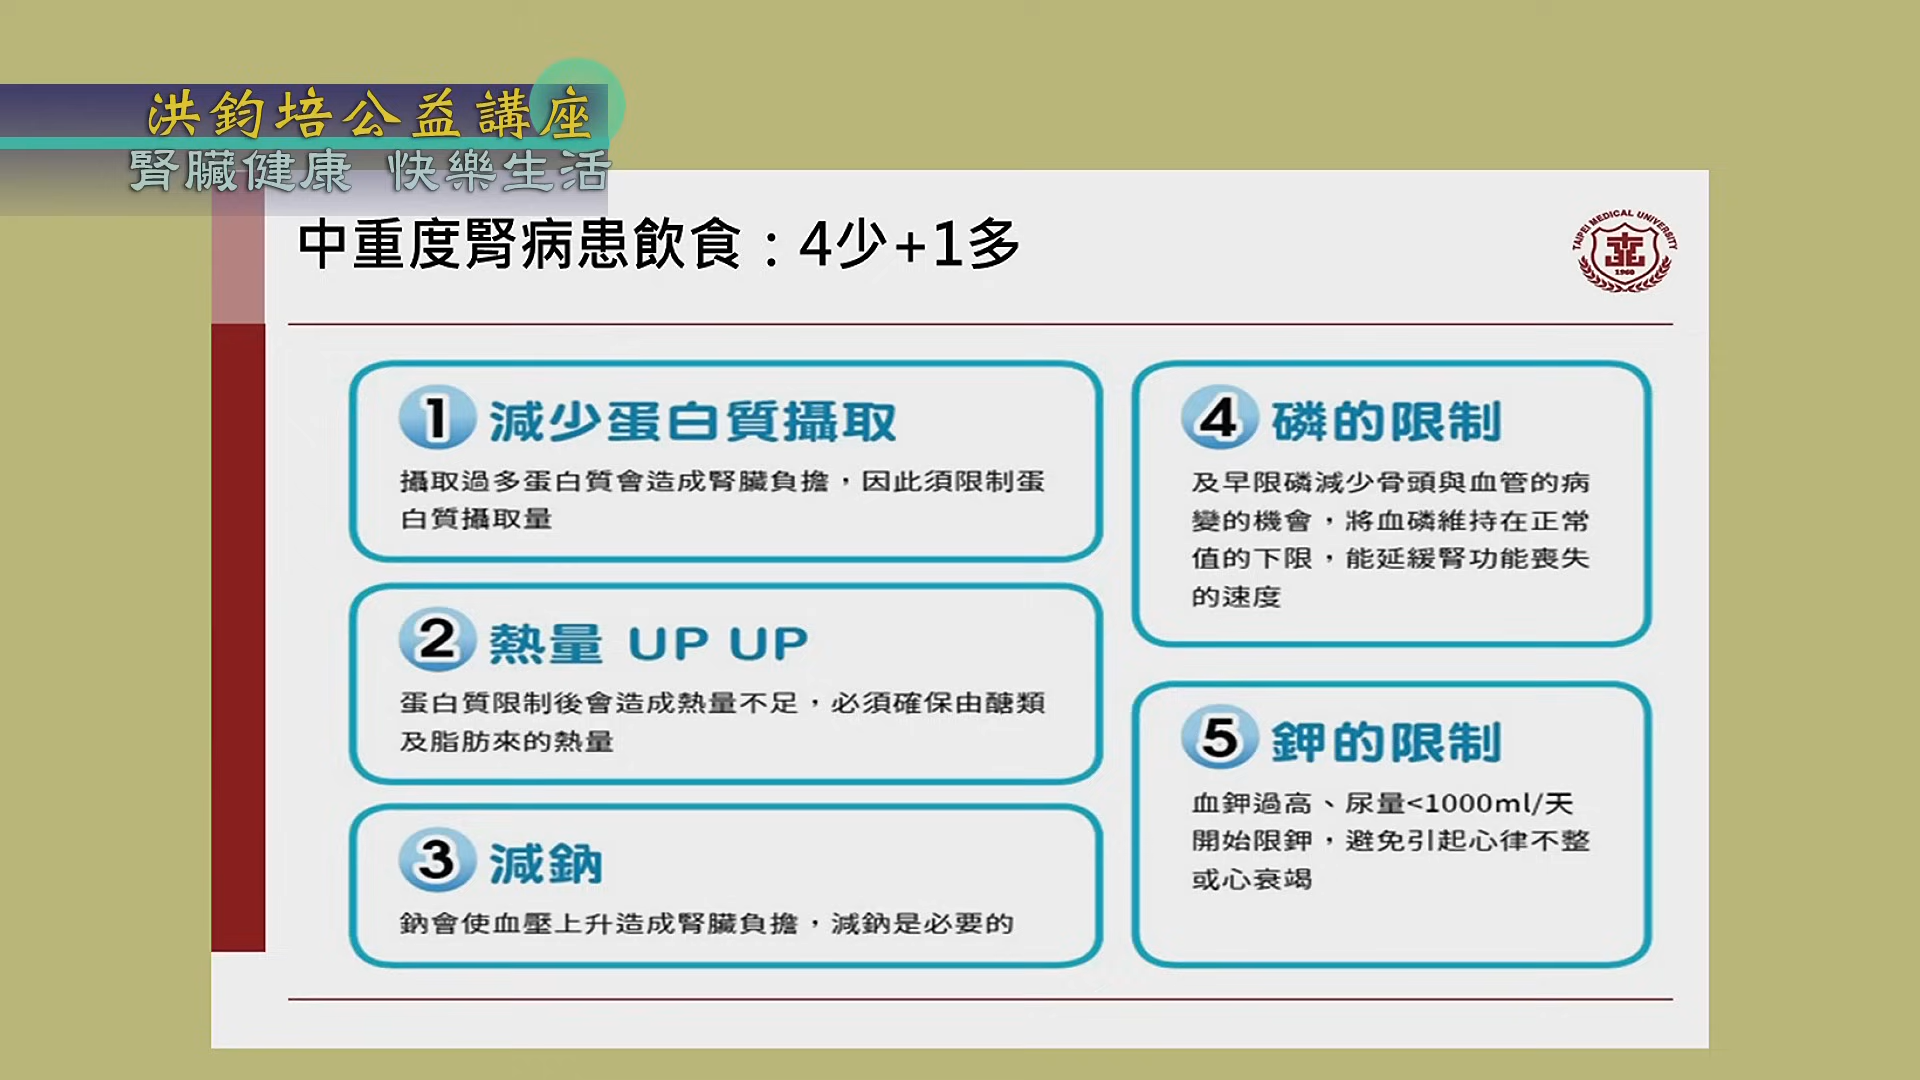 洪鈞培公益講座
腎臟健康 快樂生活
中重度腎病患飲食：4少+1多
TAIPEI MEDICAL UNIVERSITY
1960
1 減少蛋白質攝取
攝取過多蛋白質會造成腎臟負擔，因此須限制蛋
白質攝取量
2 熱量 UP UP
蛋白質限制後會造成熱量不足，必須確保由醣類
及脂肪來的熱量
3 減鈉
鈉會使血壓上升造成腎臟負擔，減鈉是必要的
4 磷的限制
及早限磷減少骨頭與血管的病
變的機會，將血磷維持在正常
值的下限，能延緩腎功能喪失
的速度
5 鉀的限制
血鉀過高、尿量<1000ml/天
開始限鉀，避免引起心律不整
或心衰竭